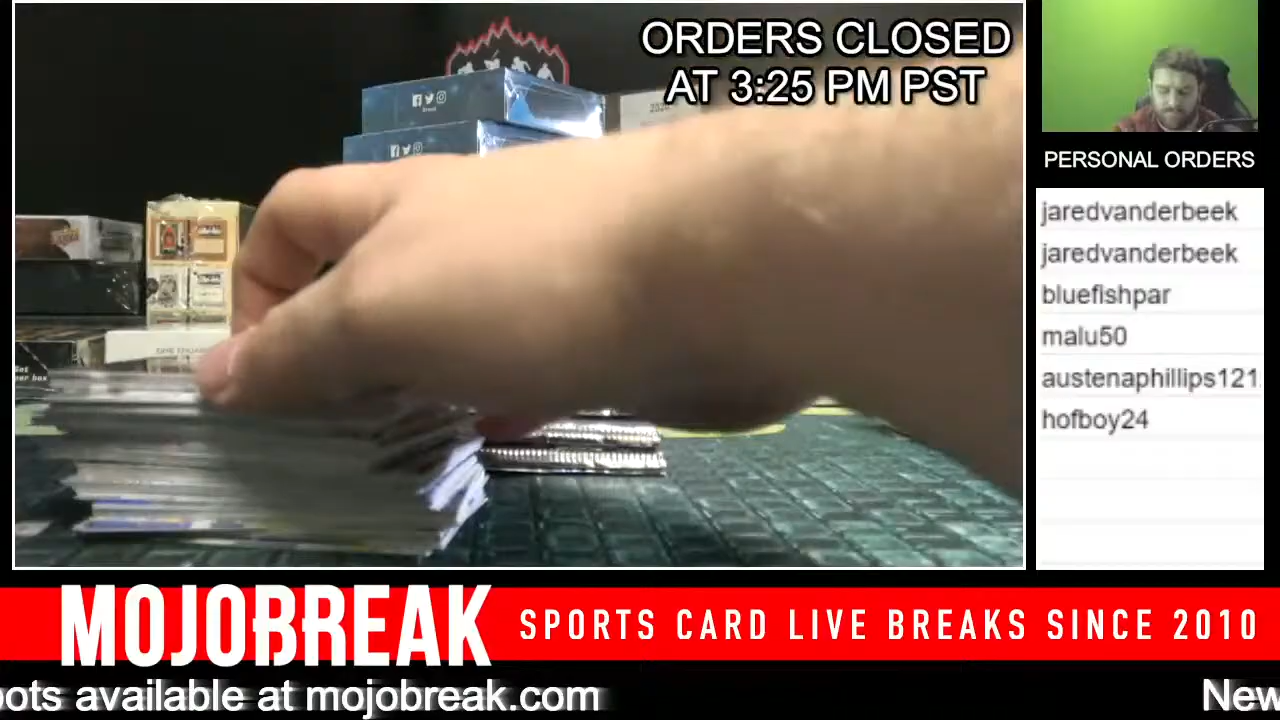 ORDERS CLOSED
AT 3:25 PM PST
PERSONAL ORDERS
jaredvanderbeek
jaredvanderbeek
bluefishpar
malu50
austenaphillips121
hofboy24
MOJOBREAK
SPORTS CARD LIVE BREAKS SINCE 2010
ots available at mojobreak.com
New